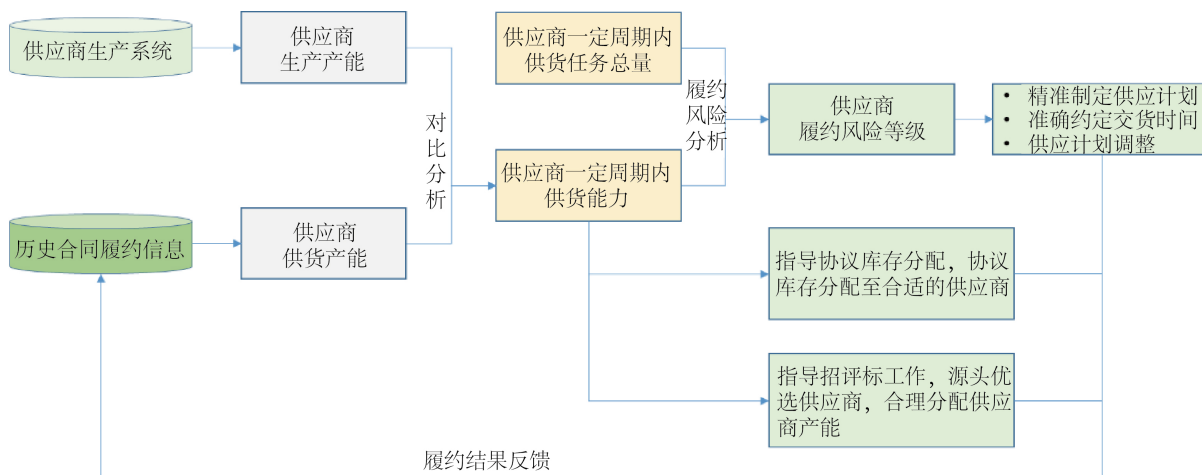 供应商生产系统
供应商
生产产能
供应商一定周期内
供货任务总量
履约
风险
分析
供应商
履约风险等级
• 精准制定供应计划
• 准确约定交货时间
• 供应计划调整
对
比
分
析
供应商一定周期内
供货能力
历史合同履约信息
供应商
供货产能
指导协议库存分配，协议
库存分配至合适的供应商
指导招评标工作，源头优
选供应商，合理分配供应
商产能
履约结果反馈